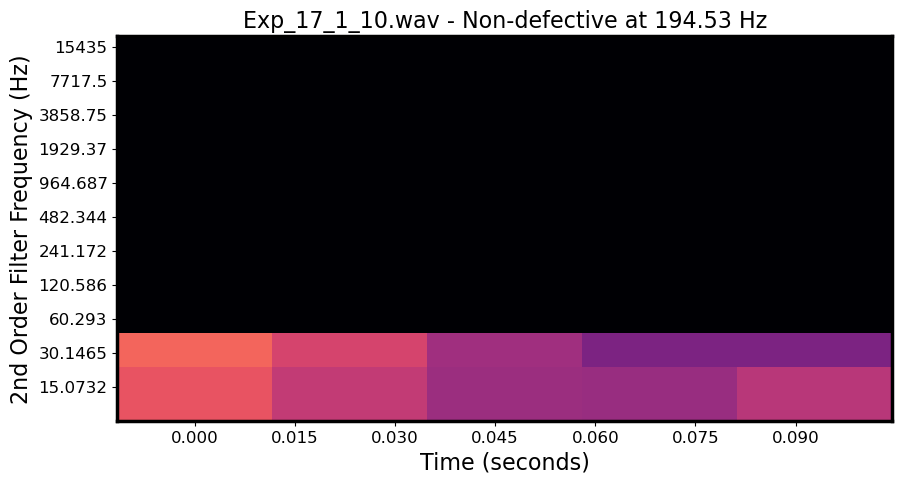 Exp_17_1_10.wav - Non-defective at 194.53 Hz
2nd Order Filter Frequency (Hz)
15435
7717.5
3858.75
1929.37
964.687
482.344
241.172
120.586
60.293
30.1465
15.0732
0.000 0.015 0.030 0.045 0.060 0.075 0.090
Time (seconds)